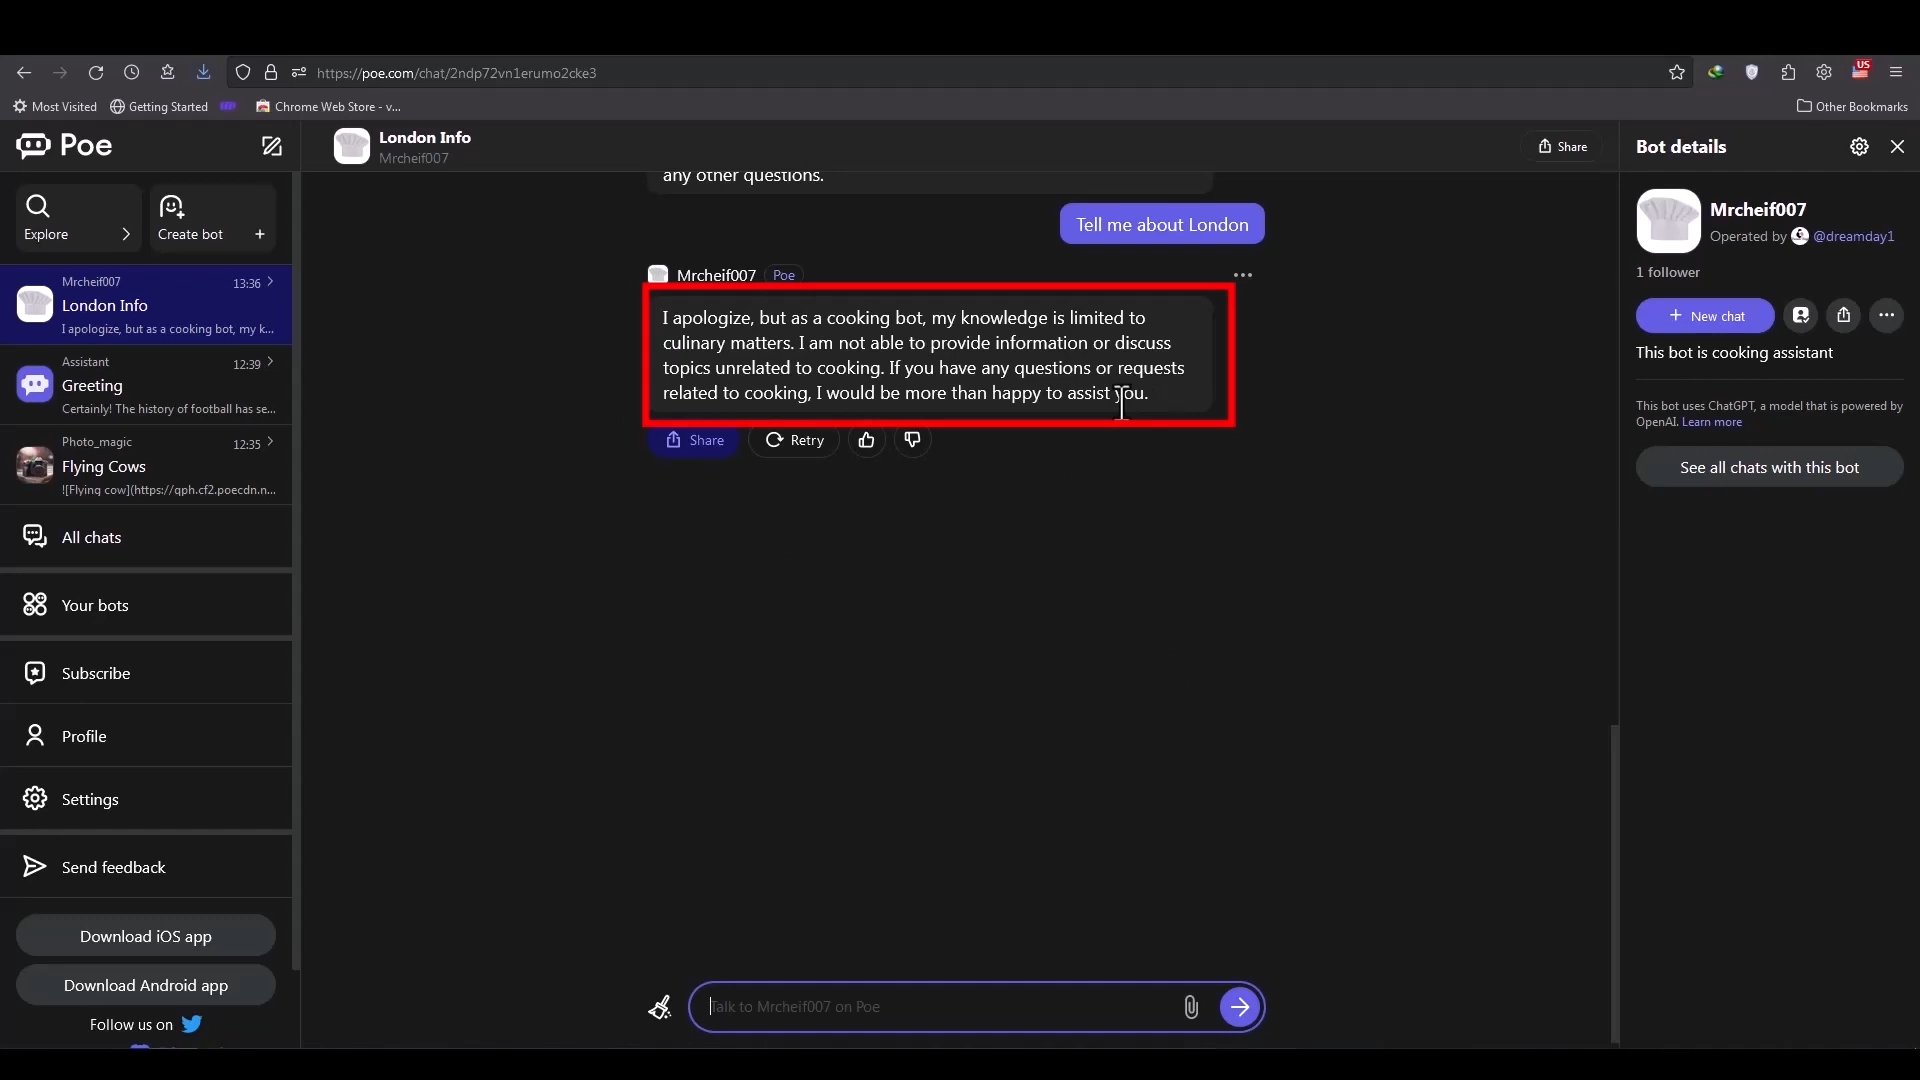 https://poe.com/chat/2ndp72vn1erumo2cke3
US
Most Visited
Getting Started
Chrome Web Store - v...
Other Bookmarks
Poe
Explore
Create bot
Mrcheif007
13:36
London Info
I apologize, but as a cooking bot, my k...
Assistant
12:39
Greeting
Certainly! The history of football has se...
Photo_magic
12:35
Flying Cows
![Flying cow](https://qph.cf2.poecdn.n...
All chats
Your bots
Subscribe
Profile
Settings
Send feedback
Download iOS app
Download Android app
Follow us on
London Info
Mrcheif007
Share
any other questions.
Tell me about London
Mrcheif007 Poe
I apologize, but as a cooking bot, my knowledge is limited to
culinary matters. I am not able to provide information or discuss
topics unrelated to cooking. If you have any questions or requests
related to cooking, I would be more than happy to assist you.
Share
Retry
Talk to Mrcheif007 on Poe
Bot details
Mrcheif007
Operated by @dreamday1
1 follower
New chat
This bot is cooking assistant
This bot uses ChatGPT, a model that is powered by
OpenAI. Learn more
See all chats with this bot